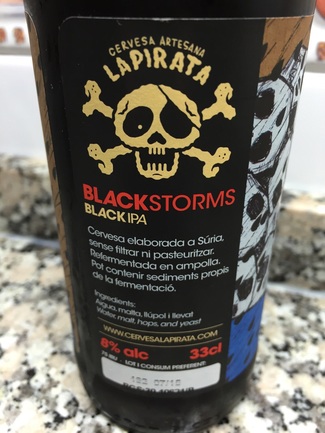 CERVESA ARTESANA
LAPIRATA
BLACKSTORMS
BLACKIPA
Cervesa elaborada a Súria,
sense filtrar ni pasteuritzar.
Refermentada en ampolla.
Pot contenir sediments propis
de la fermentació.
Ingredients:
Aigua, malta, llúpol i llevat
Water, malt, hops, and yeast
WWW.CERVESALAPIRATA.COM
8% alc 33cl
LOT I CONSUM PREFERENT: